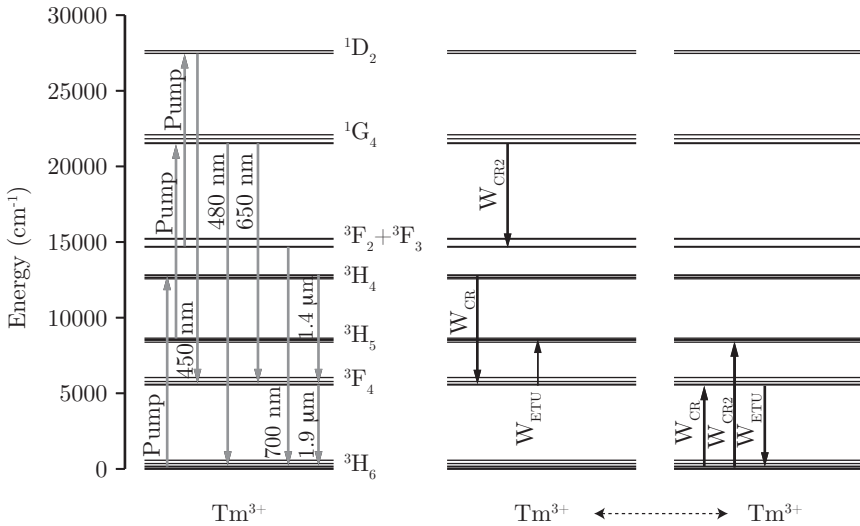 30000
25000
20000
15000
10000
5000
0
Energy (cm⁻¹)
¹D₂
¹G₄
³F₂+³F₃
³H₄
³H₅
³F₄
³H₆
Pump
Pump
Pump
450 nm
480 nm
650 nm
700 nm
1.4 µm
1.9 µm
W_CR2
W_CR
W_ETU
W_CR
W_CR2
W_ETU
Tm³⁺
Tm³⁺
Tm³⁺